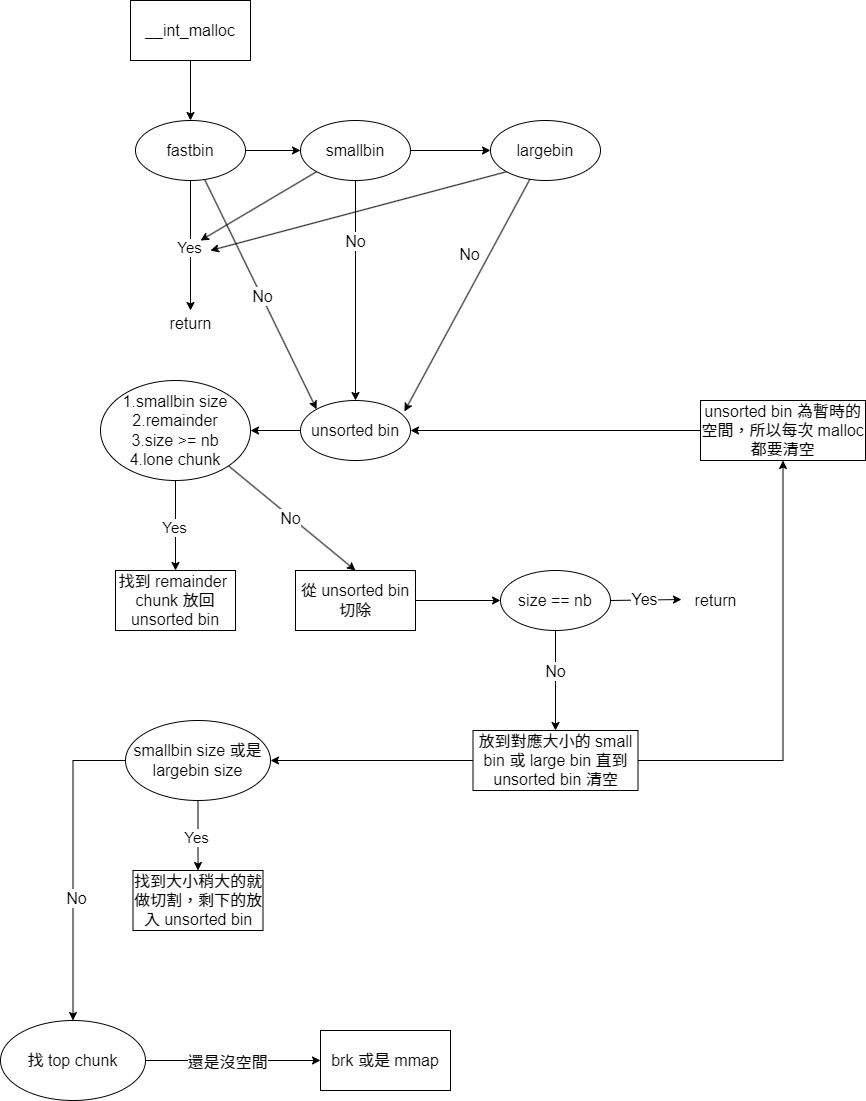 __int_malloc
fastbin
smallbin
largebin
Yes
No
No
No
return
1.smallbin size
2.remainder
3.size >= nb
4.lone chunk
unsorted bin
unsorted bin 為暫時的
空間，所以每次 malloc
都要清空
Yes
No
找到 remainder
chunk 放回
unsorted bin
從 unsorted bin
切除
size == nb
Yes
return
No
smallbin size 或是
largebin size
放到對應大小的 small
bin 或 large bin 直到
unsorted bin 清空
Yes
找到大小稍大的就
做切割，剩下的放
入 unsorted bin
No
找 top chunk
還是沒空間
brk 或是 mmap